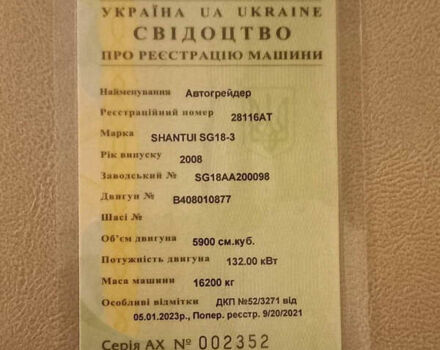 УКРАЇНА UA UKRAINE
СВІДОЦТВО
ПРО РЕЄСТРАЦІЮ МАШИНИ
Найменування Автогрейдер
Реєстраційний номер 28116АТ
Марка SHANTUI SG18-3
Рік випуску 2008
Заводський № SG18AA200098
Двигун № B408010877
Шасі №
Об'єм двигуна 5900 см.куб.
Потужність двигуна 132.00 кВт
Маса машини 16200 кг
Особливі відмітки ДКП №52/3271 від
05.01.2023р., Попер. реєстр. 9/20/2021
Серія АХ № 002352